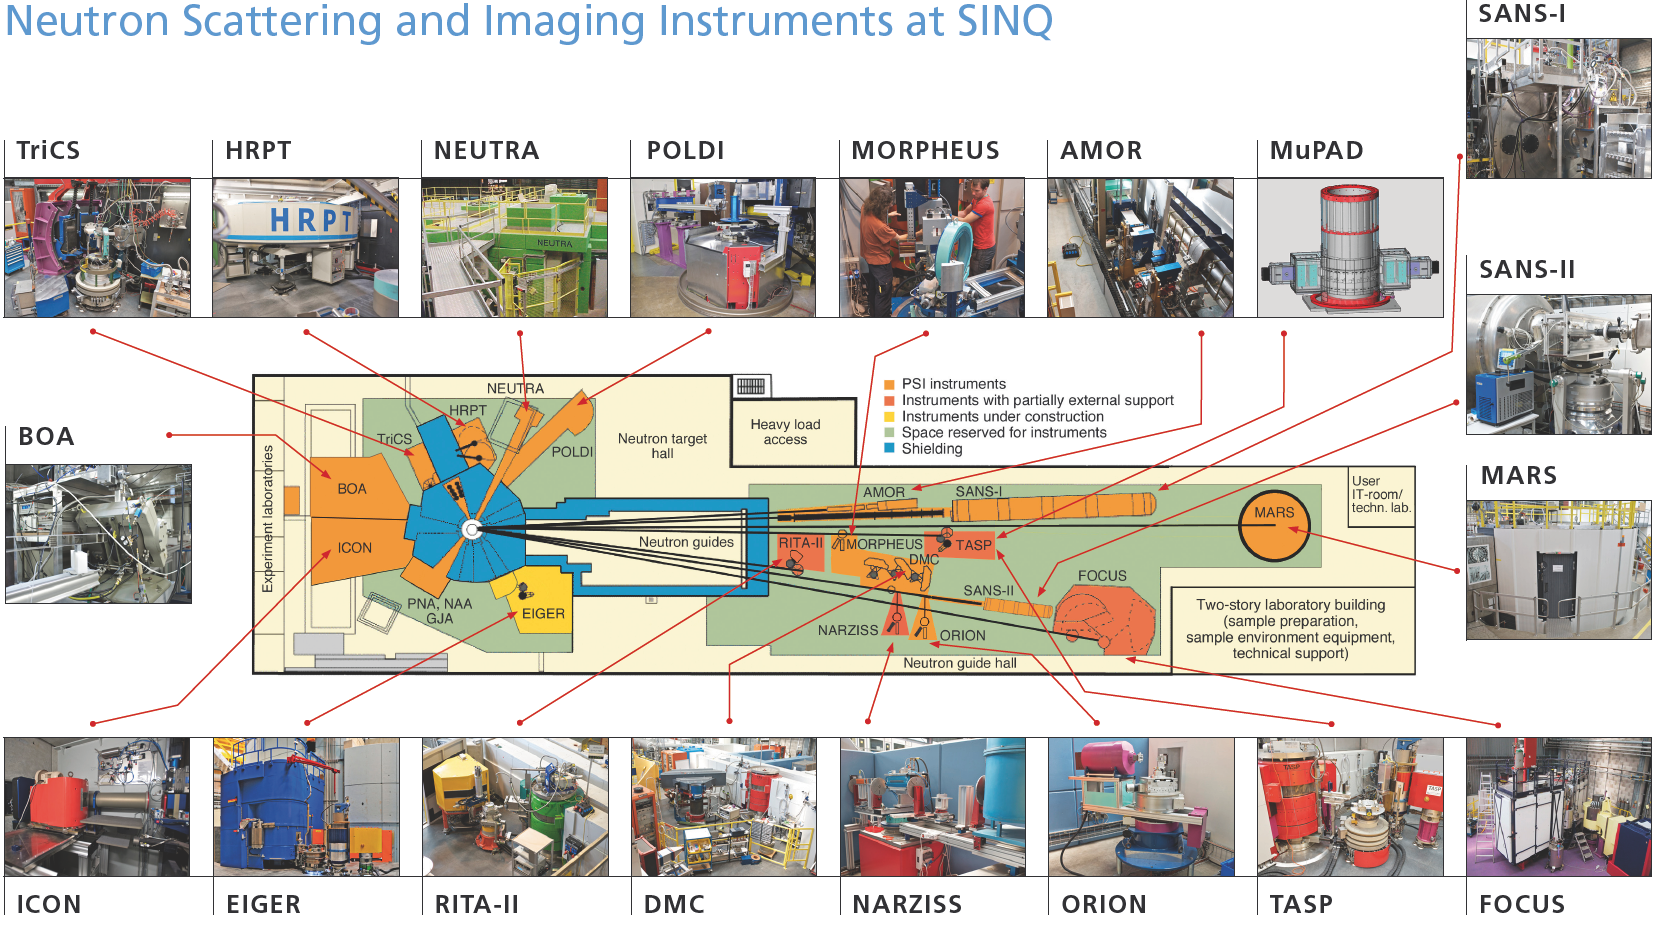 Neutron Scattering and Imaging Instruments at SINQ
SANS-I
TriCS
HRPT
NEUTRA
POLDI
MORPHEUS
AMOR
MuPAD
HRPT
NEUTRA
SANS-II
BOA
MARS
PSI instruments
Instruments with partially external support
Instruments under construction
Space reserved for instruments
Shielding
NEUTRA
HRPT
TriCS
POLDI
Neutron target
hall
Heavy load
access
Experiment laboratories
BOA
ICON
PNA, NAA
GJA
EIGER
Neutron guides
AMOR
SANS-I
RITA-II
MORPHEUS
TASP
DMC
SANS-II
FOCUS
NARZISS
ORION
Neutron guide hall
MARS
User
IT-room/
techn. lab.
Two-story laboratory building
(sample preparation,
sample environment equipment,
technical support)
TASP
TASP
ICON
EIGER
RITA-II
DMC
NARZISS
ORION
TASP
FOCUS